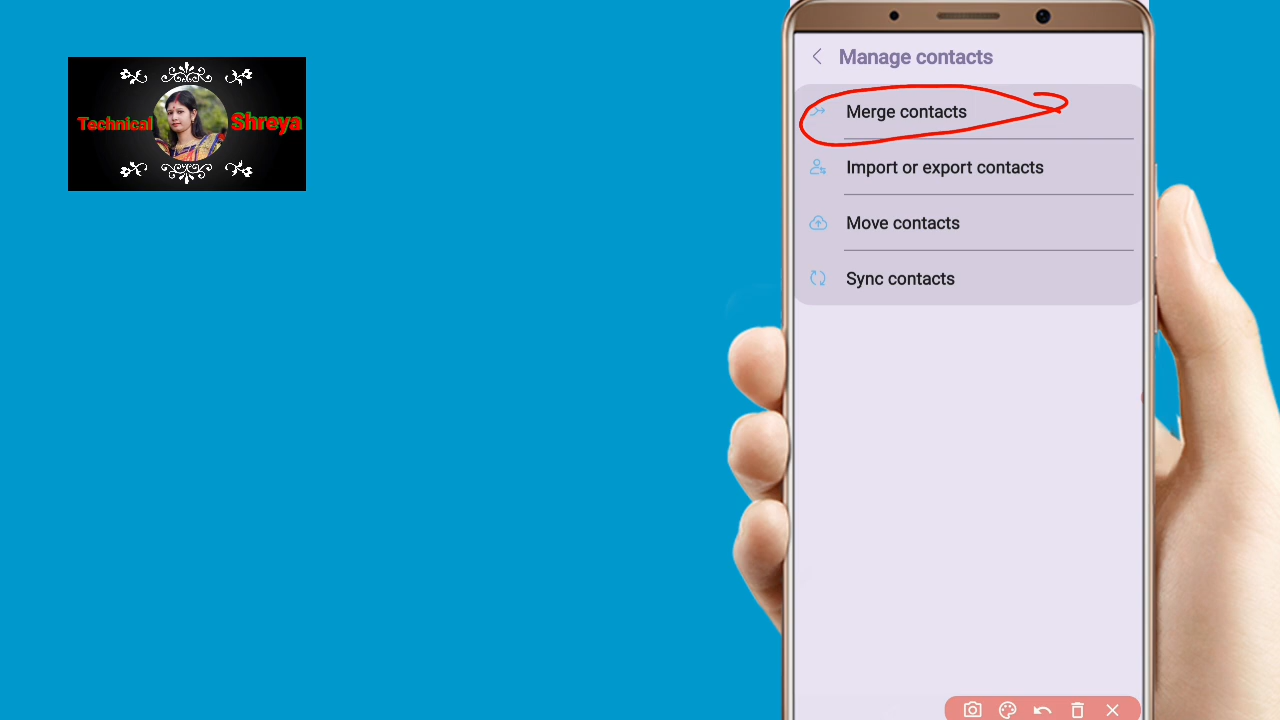 Technical Shreya
Manage contacts
Merge contacts
Import or export contacts
Move contacts
Sync contacts